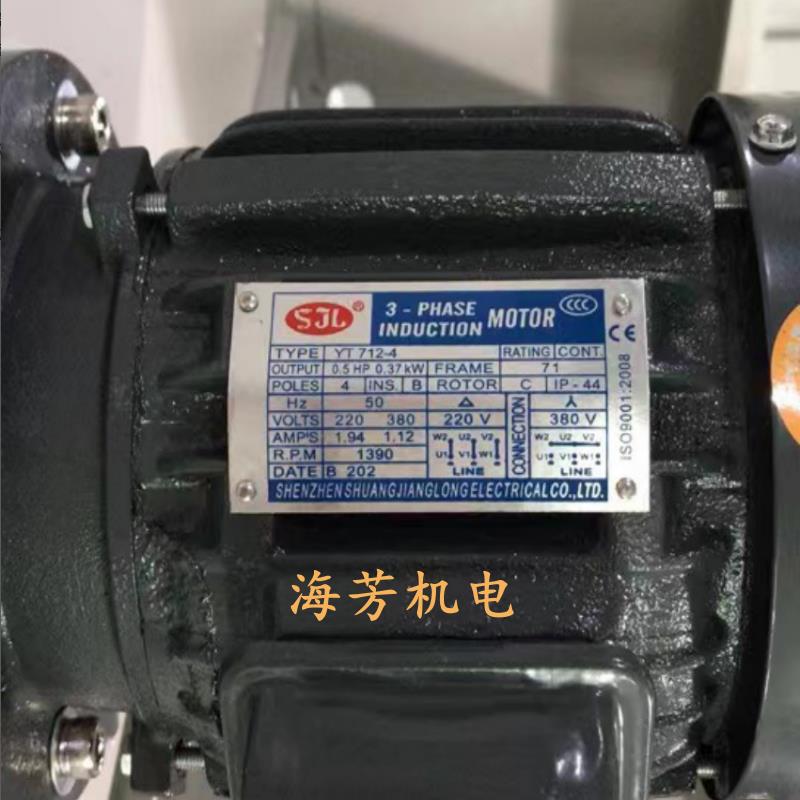 SJL ®
3 - PHASE
INDUCTION MOTOR
CCC
CE
TYPE YT 712-4 RATING CONT.
OUTPUT 0.5 HP 0.37 kW FRAME 71
POLES 4 INS. B ROTOR C IP - 44
Hz 50 △ 人
VOLTS 220 380 220 V 380 V
AMP'S 1.94 1.12 W2 U2 V2 W2 U2 V2
R.P.M 1390 U1 V1 W1 U1 V1 W1
DATE B 202 LINE LINE
CONNECTION
ISO9001:2008
SHENZHEN SHUANGJIANGLONG ELECTRICAL CO.,LTD.
海芳机电